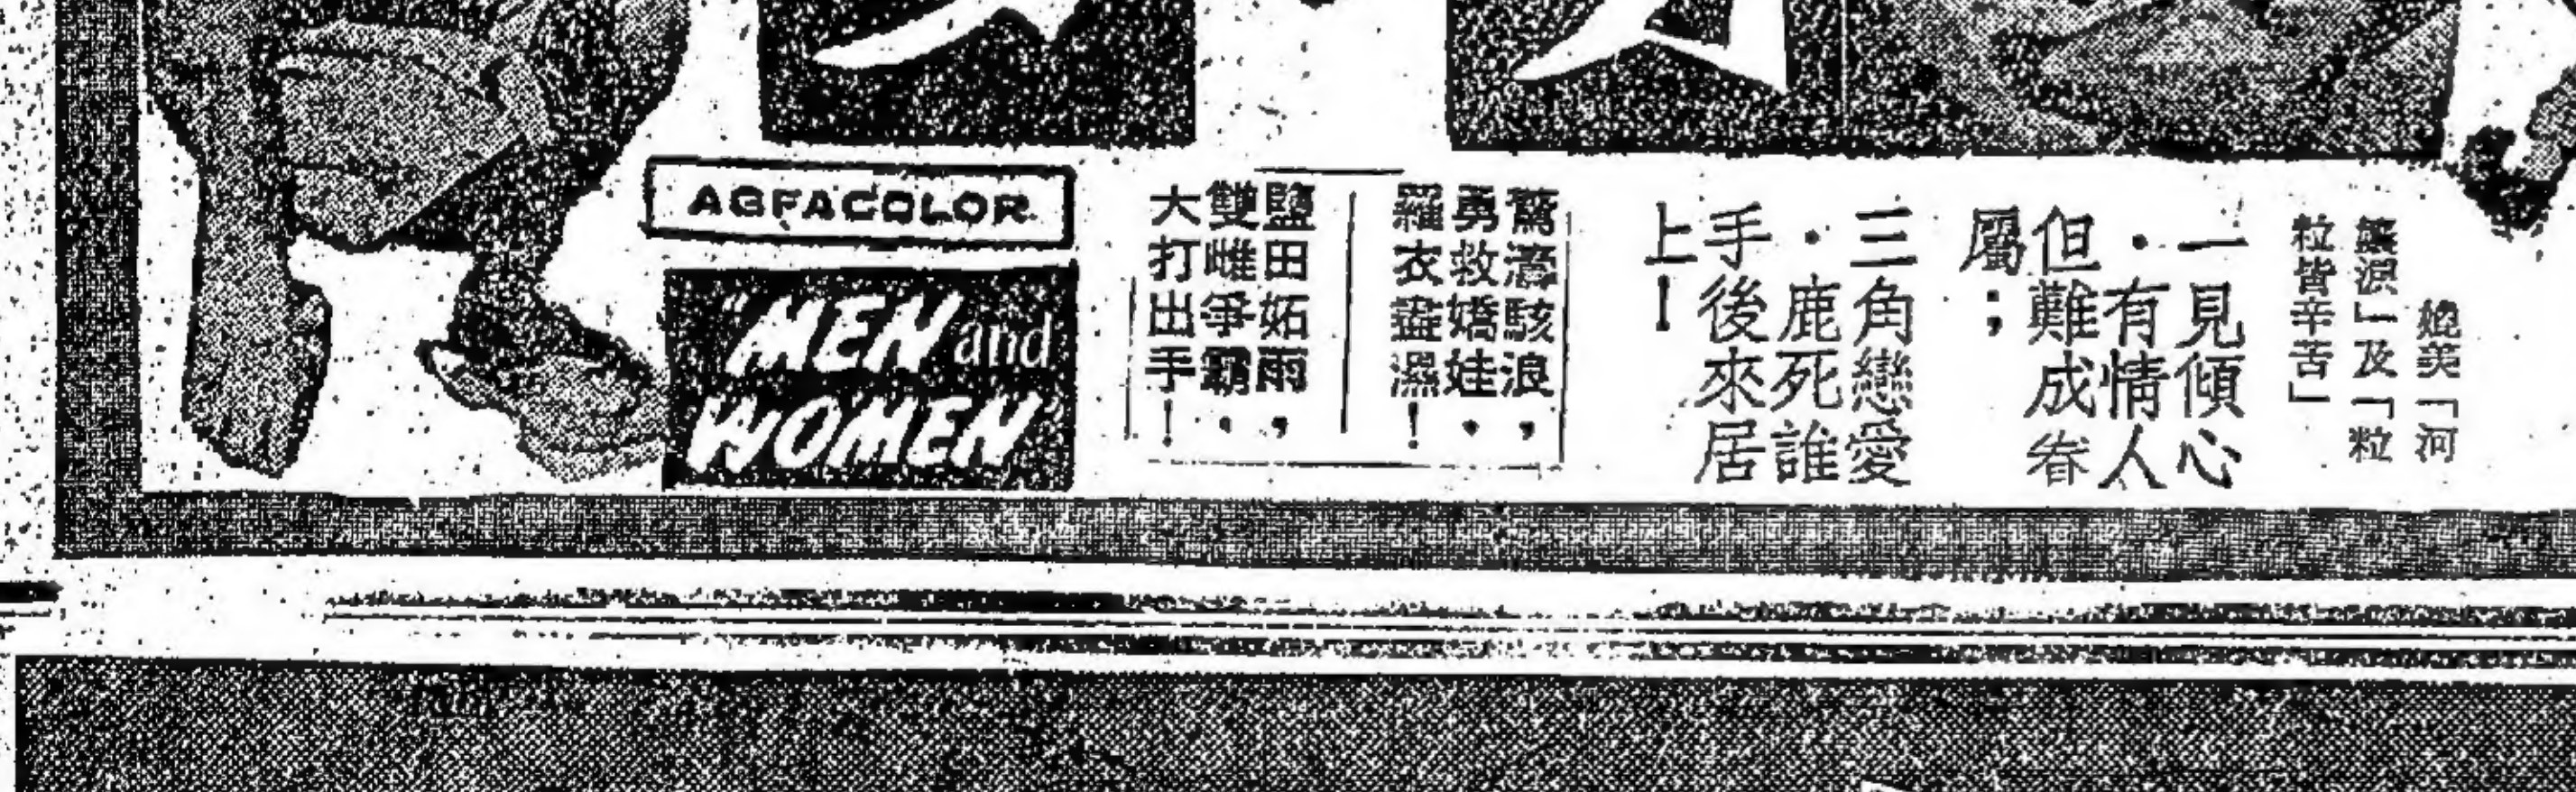 媲美「河
孃淚」及「粒
粒皆辛苦」
一見傾心
・有情人
但難成眷
屬；
三角戀愛
・鹿死誰
手後來居
上！
驚濤駭浪，
勇救嬌娃・
羅衣盡濕！
鹽田妬雨，
雙雌爭霸・
大打出手！
AGFACOLOR
"MEN and
WOMEN